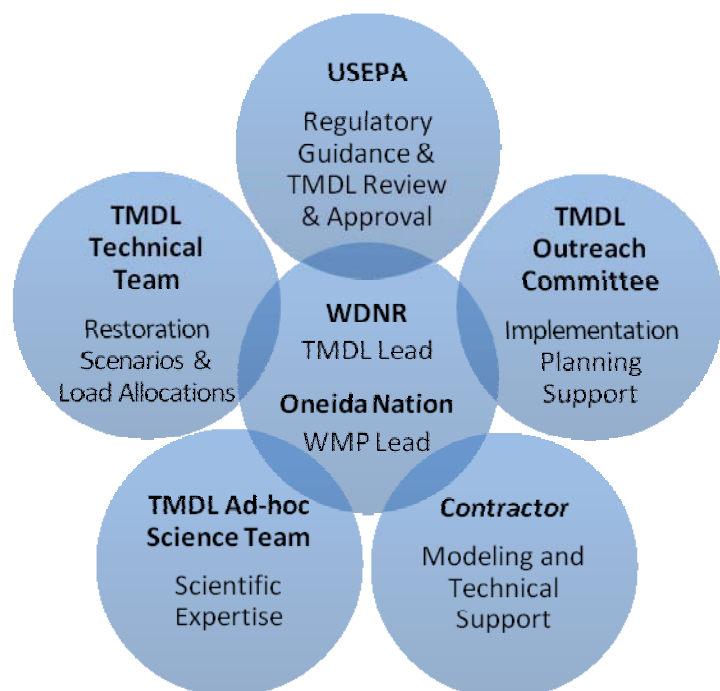 USEPA
Regulatory
Guidance &
TMDL Review
& Approval
TMDL
Technical
Team
Restoration
Scenarios &
Load Allocations
TMDL
Outreach
Committee
Implementation
Planning
Support
WDNR
TMDL Lead
Oneida Nation
WMP Lead
TMDL Ad-hoc
Science Team
Scientific
Expertise
Contractor
Modeling and
Technical
Support